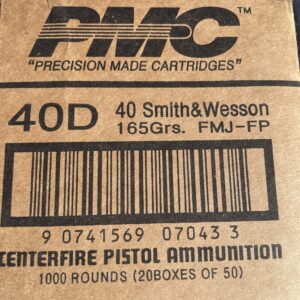 PMC™
"PRECISION MADE CARTRIDGES"
40D 40 Smith&Wesson
165Grs. FMJ-FP
9 0741569 07043 3
CENTERFIRE PISTOL AMMUNITION
1000 ROUNDS (20BOXES OF 50)